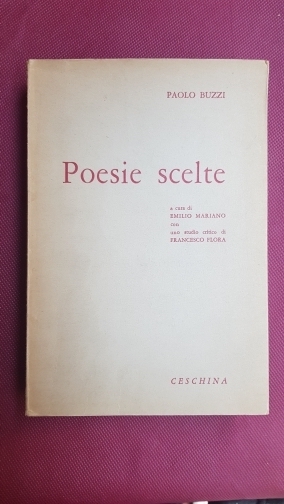 PAOLO BUZZI
Poesie scelte
a cura di
EMILIO MARIANO
con
uno studio critico di
FRANCESCO FLORA
CESCHINA